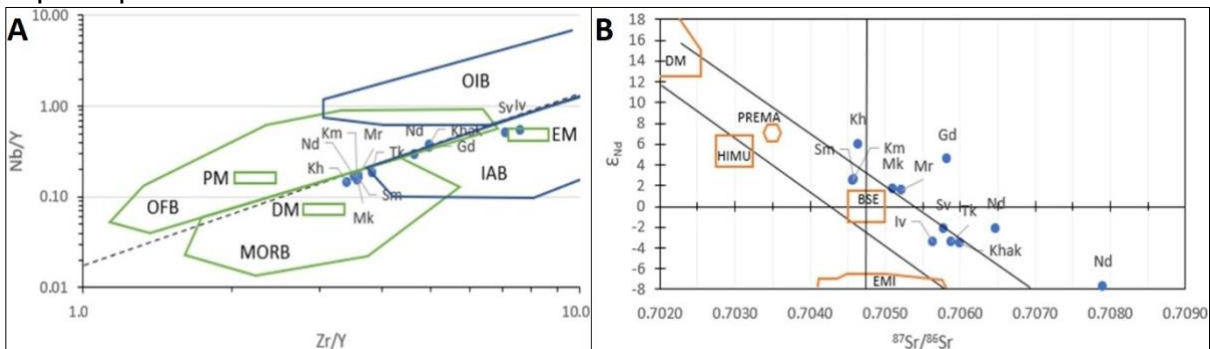 A
10.00
1.00
0.10
0.01
Nb/Y
1.0
10.0
Zr/Y
OIB
Sv Iv
EM
Km
Mr
Nd
Khak
Nd
Tk
Gd
Kh
IAB
PM
Sm
DM
Mk
OFB
MORB
B
18
16
14
12
10
8
6
4
2
0
-2
-4
-6
-8
εNd
DM
PREMA
HIMU
Kh
Gd
Sm
Km
Mk
Mr
BSE
Sv
Nd
Iv
Tk
Khak
EMI
Nd
0.7020 0.7030 0.7040 0.7050 0.7060 0.7070 0.7080 0.7090
⁸⁷Sr/⁸⁶Sr